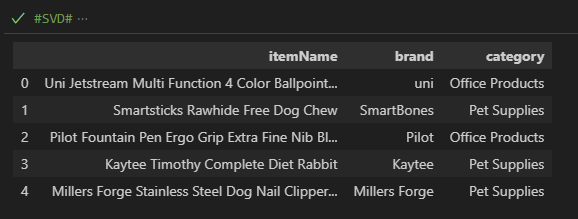 #SVD# ...
itemName brand category
0 Uni Jetstream Multi Function 4 Color Ballpoint... uni Office Products
1 Smartsticks Rawhide Free Dog Chew SmartBones Pet Supplies
2 Pilot Fountain Pen Ergo Grip Extra Fine Nib Bl... Pilot Office Products
3 Kaytee Timothy Complete Diet Rabbit Kaytee Pet Supplies
4 Millers Forge Stainless Steel Dog Nail Clipper... Millers Forge Pet Supplies